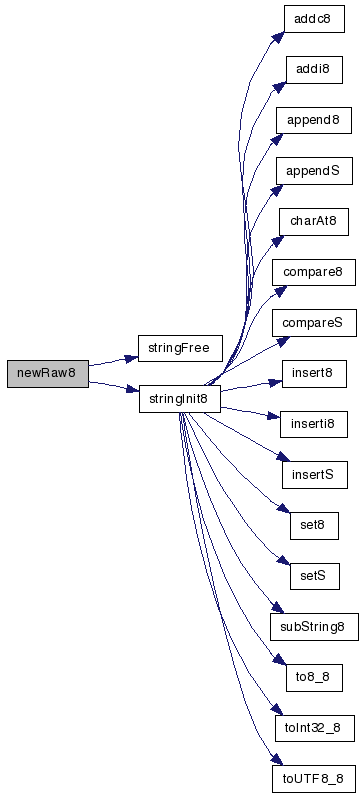 newRaw8
stringFree
stringInit8
addc8
addi8
append8
appendS
charAt8
compare8
compareS
insert8
inserti8
insertS
set8
setS
subString8
to8_8
toInt32_8
toUTF8_8